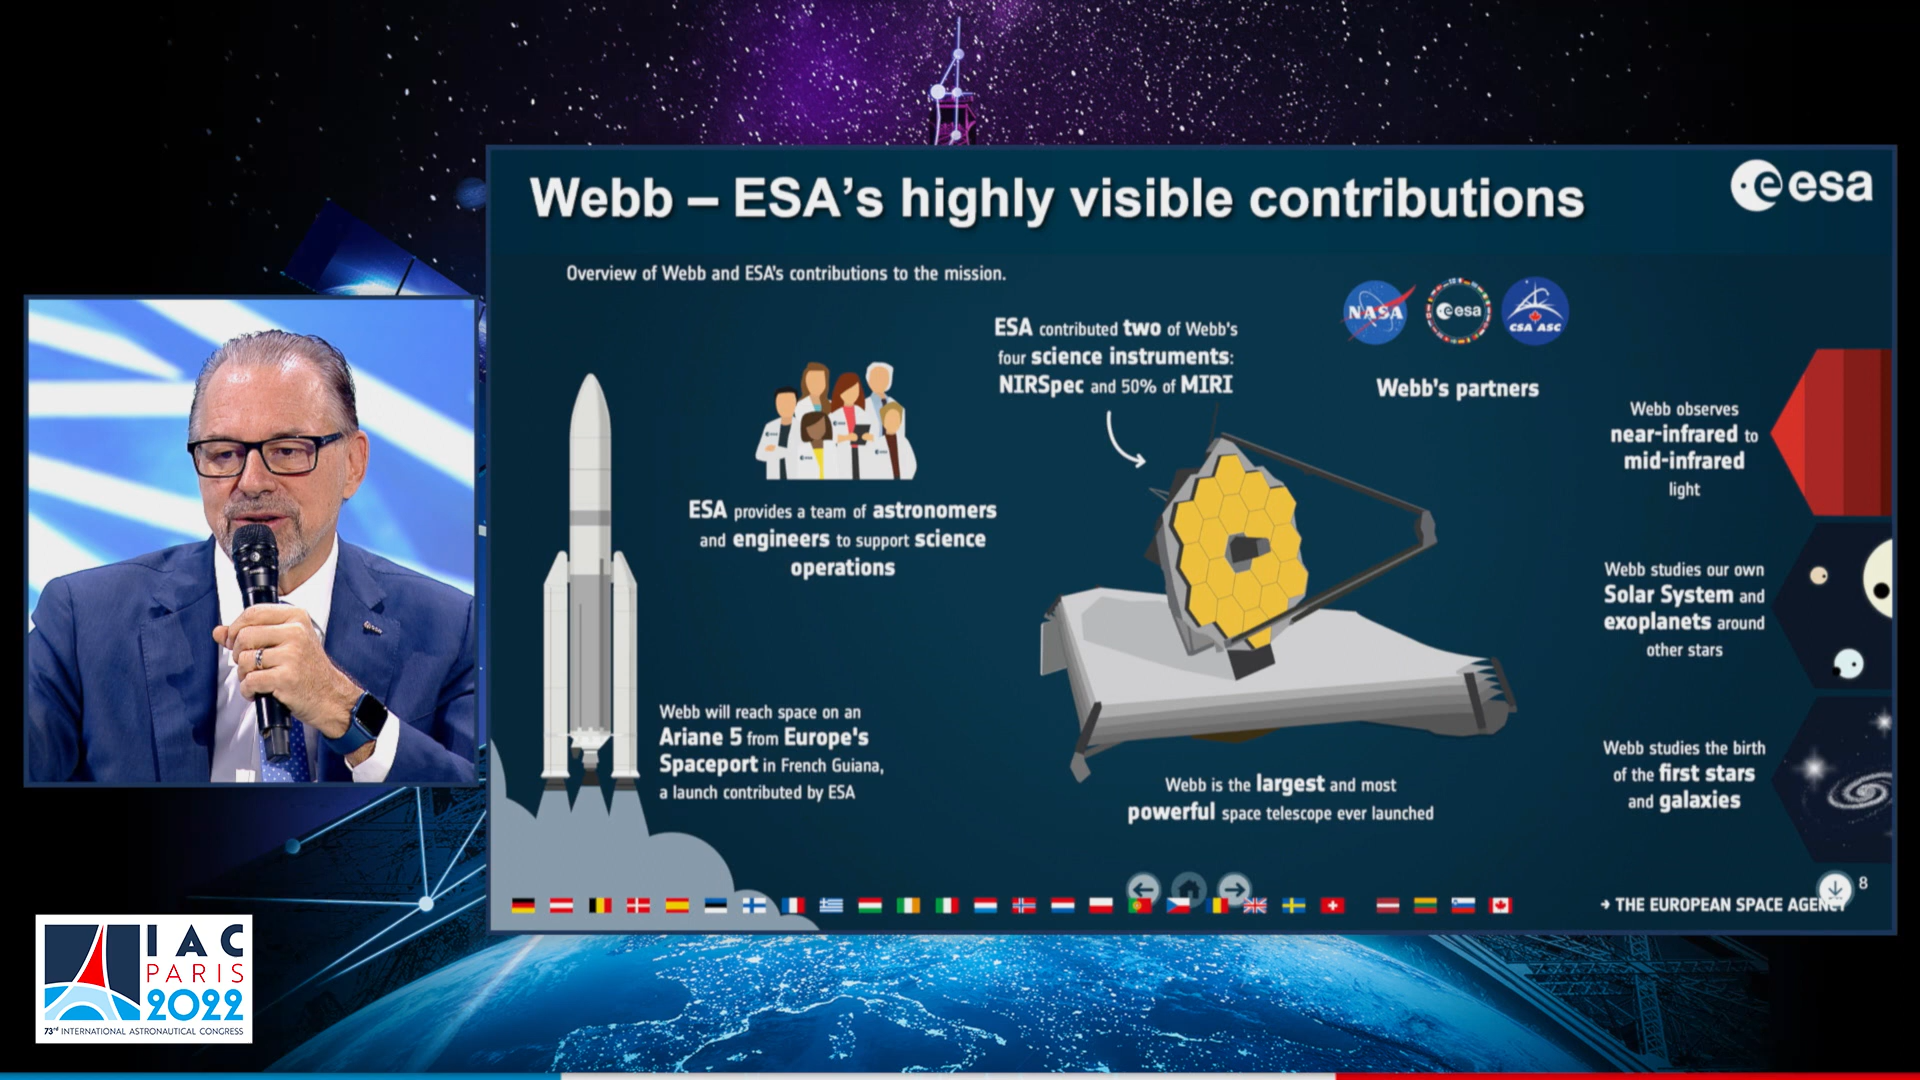 Webb – ESA's highly visible contributions
esa
Overview of Webb and ESA's contributions to the mission.
ESA contributed two of Webb's
four science instruments:
NIRSpec and 50% of MIRI
NASA
esa
CSA ASC
Webb's partners
Webb observes
near-infrared to
mid-infrared
light
ESA provides a team of astronomers
and engineers to support science
operations
Webb studies our own
Solar System and
exoplanets around
other stars
Webb will reach space on an
Ariane 5 from Europe's
Spaceport in French Guiana,
a launch contributed by ESA
Webb is the largest and most
powerful space telescope ever launched
Webb studies the birth
of the first stars
and galaxies
8
→ THE EUROPEAN SPACE AGENCY
IAC
PARIS
2022
73rd INTERNATIONAL ASTRONAUTICAL CONGRESS